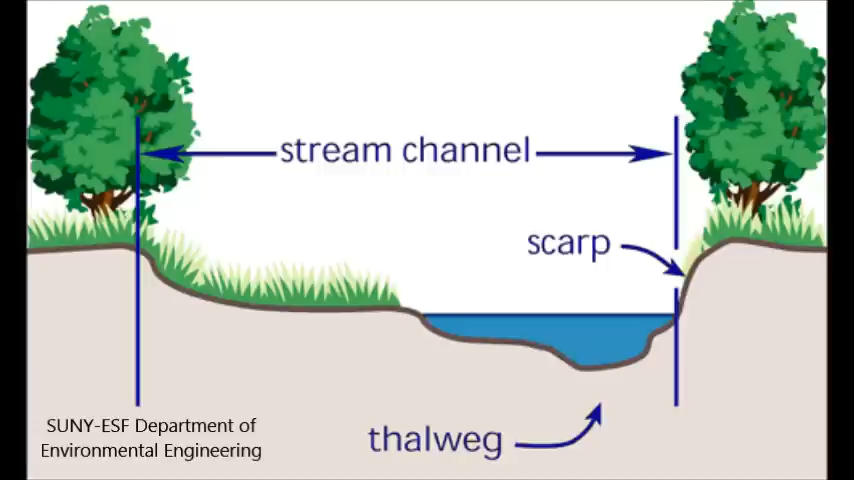 stream channel
scarp
thalweg
SUNY-ESF Department of
Environmental Engineering